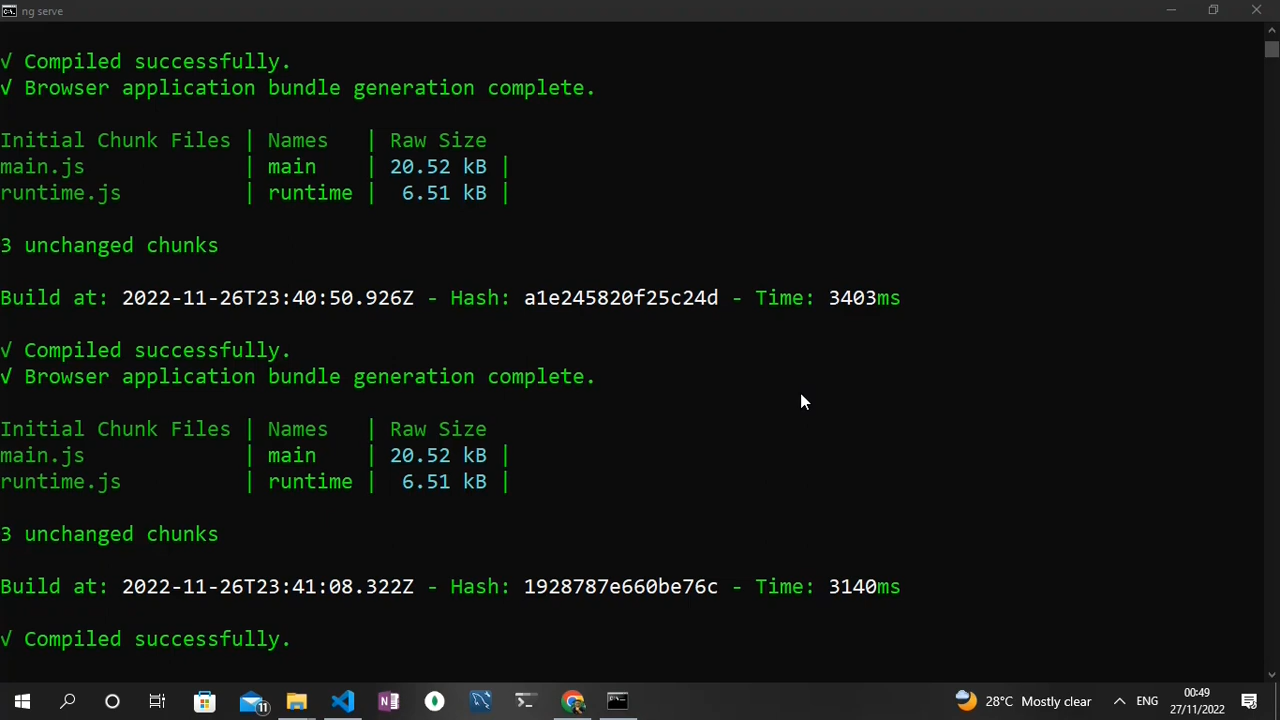 ng serve
√ Compiled successfully.
√ Browser application bundle generation complete.
Initial Chunk Files | Names   | Raw Size
main.js             | main    | 20.52 kB |
runtime.js          | runtime |  6.51 kB |
3 unchanged chunks
Build at: 2022-11-26T23:40:50.926Z - Hash: a1e245820f25c24d - Time: 3403ms
√ Compiled successfully.
√ Browser application bundle generation complete.
Initial Chunk Files | Names   | Raw Size
main.js             | main    | 20.52 kB |
runtime.js          | runtime |  6.51 kB |
3 unchanged chunks
Build at: 2022-11-26T23:41:08.322Z - Hash: 1928787e660be76c - Time: 3140ms
√ Compiled successfully.
11
28°C Mostly clear
ENG
00:49
27/11/2022